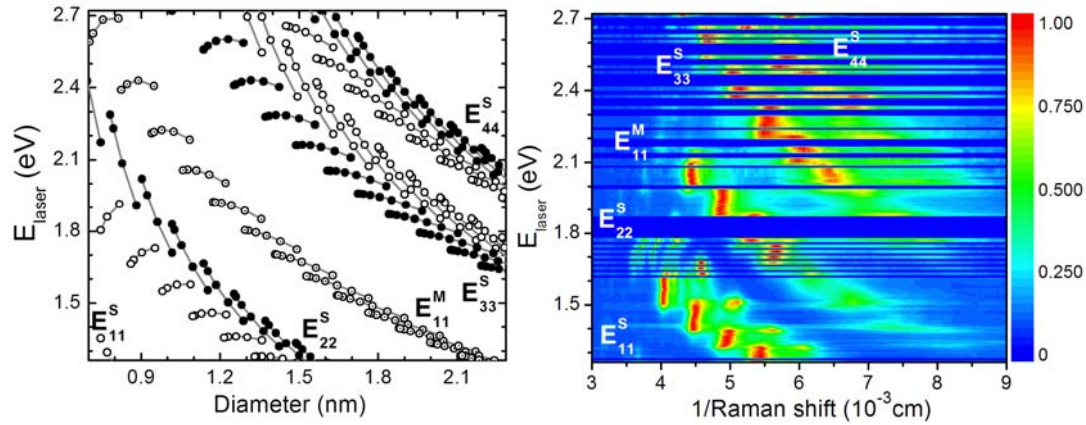 2.7
2.4
2.1
1.8
1.5
E_laser (eV)
0.9 1.2 1.5 1.8 2.1
Diameter (nm)
E^S_11
E^S_22
E^M_11
E^S_33
E^S_44
2.7
2.4
2.1
1.8
1.5
E_laser (eV)
3 4 5 6 7 8 9
1/Raman shift (10^-3 cm)
E^S_33
E^S_44
E^M_11
E^S_22
E^S_11
1.00
0.750
0.500
0.250
0